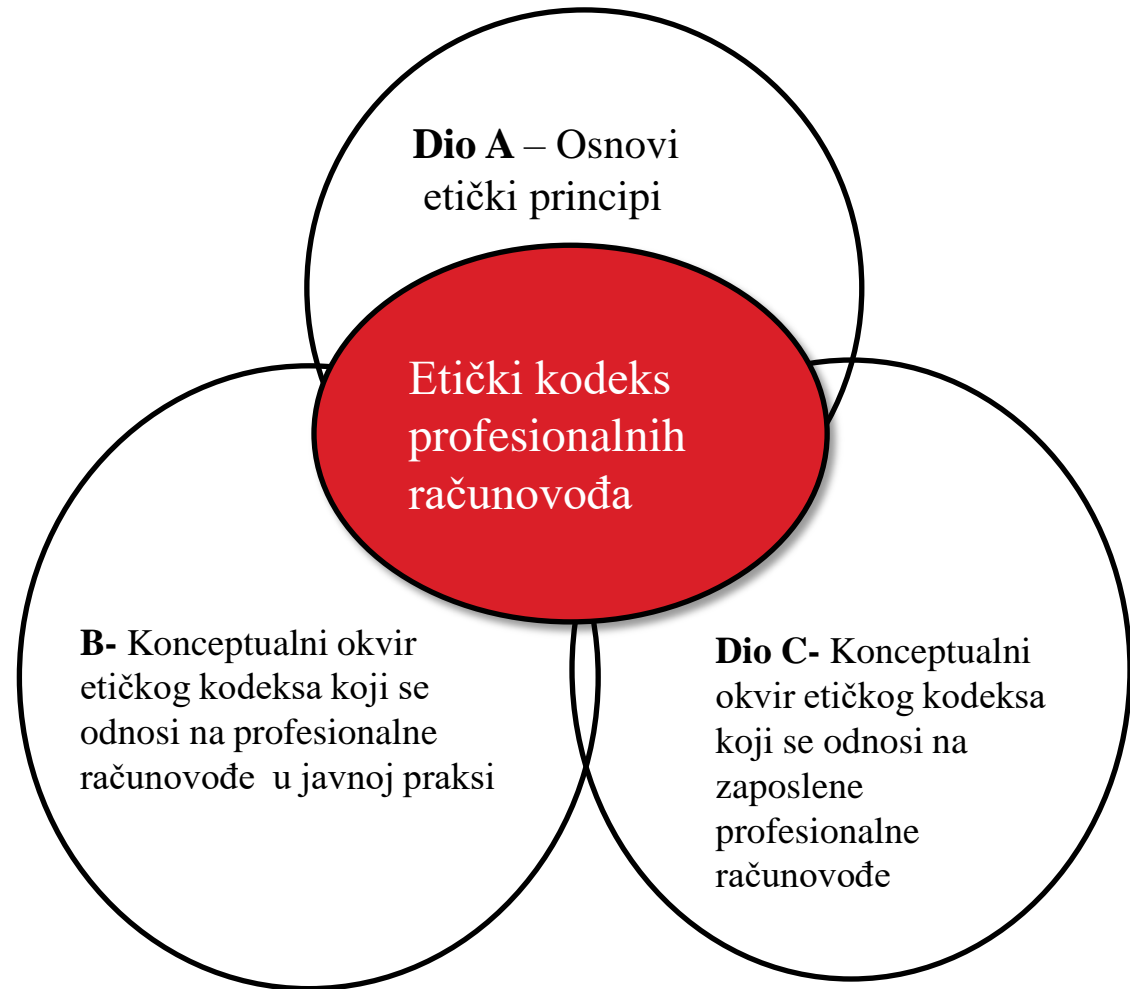 Dio A – Osnovi
etički principi
Etički kodeks
profesionalnih
računovođa
B- Konceptualni okvir
etičkog kodeksa koji se
odnosi na profesionalne
računovođe u javnoj praksi
Dio C- Konceptualni
okvir etičkog kodeksa
koji se odnosi na
zaposlene
profesionalne
računovođe